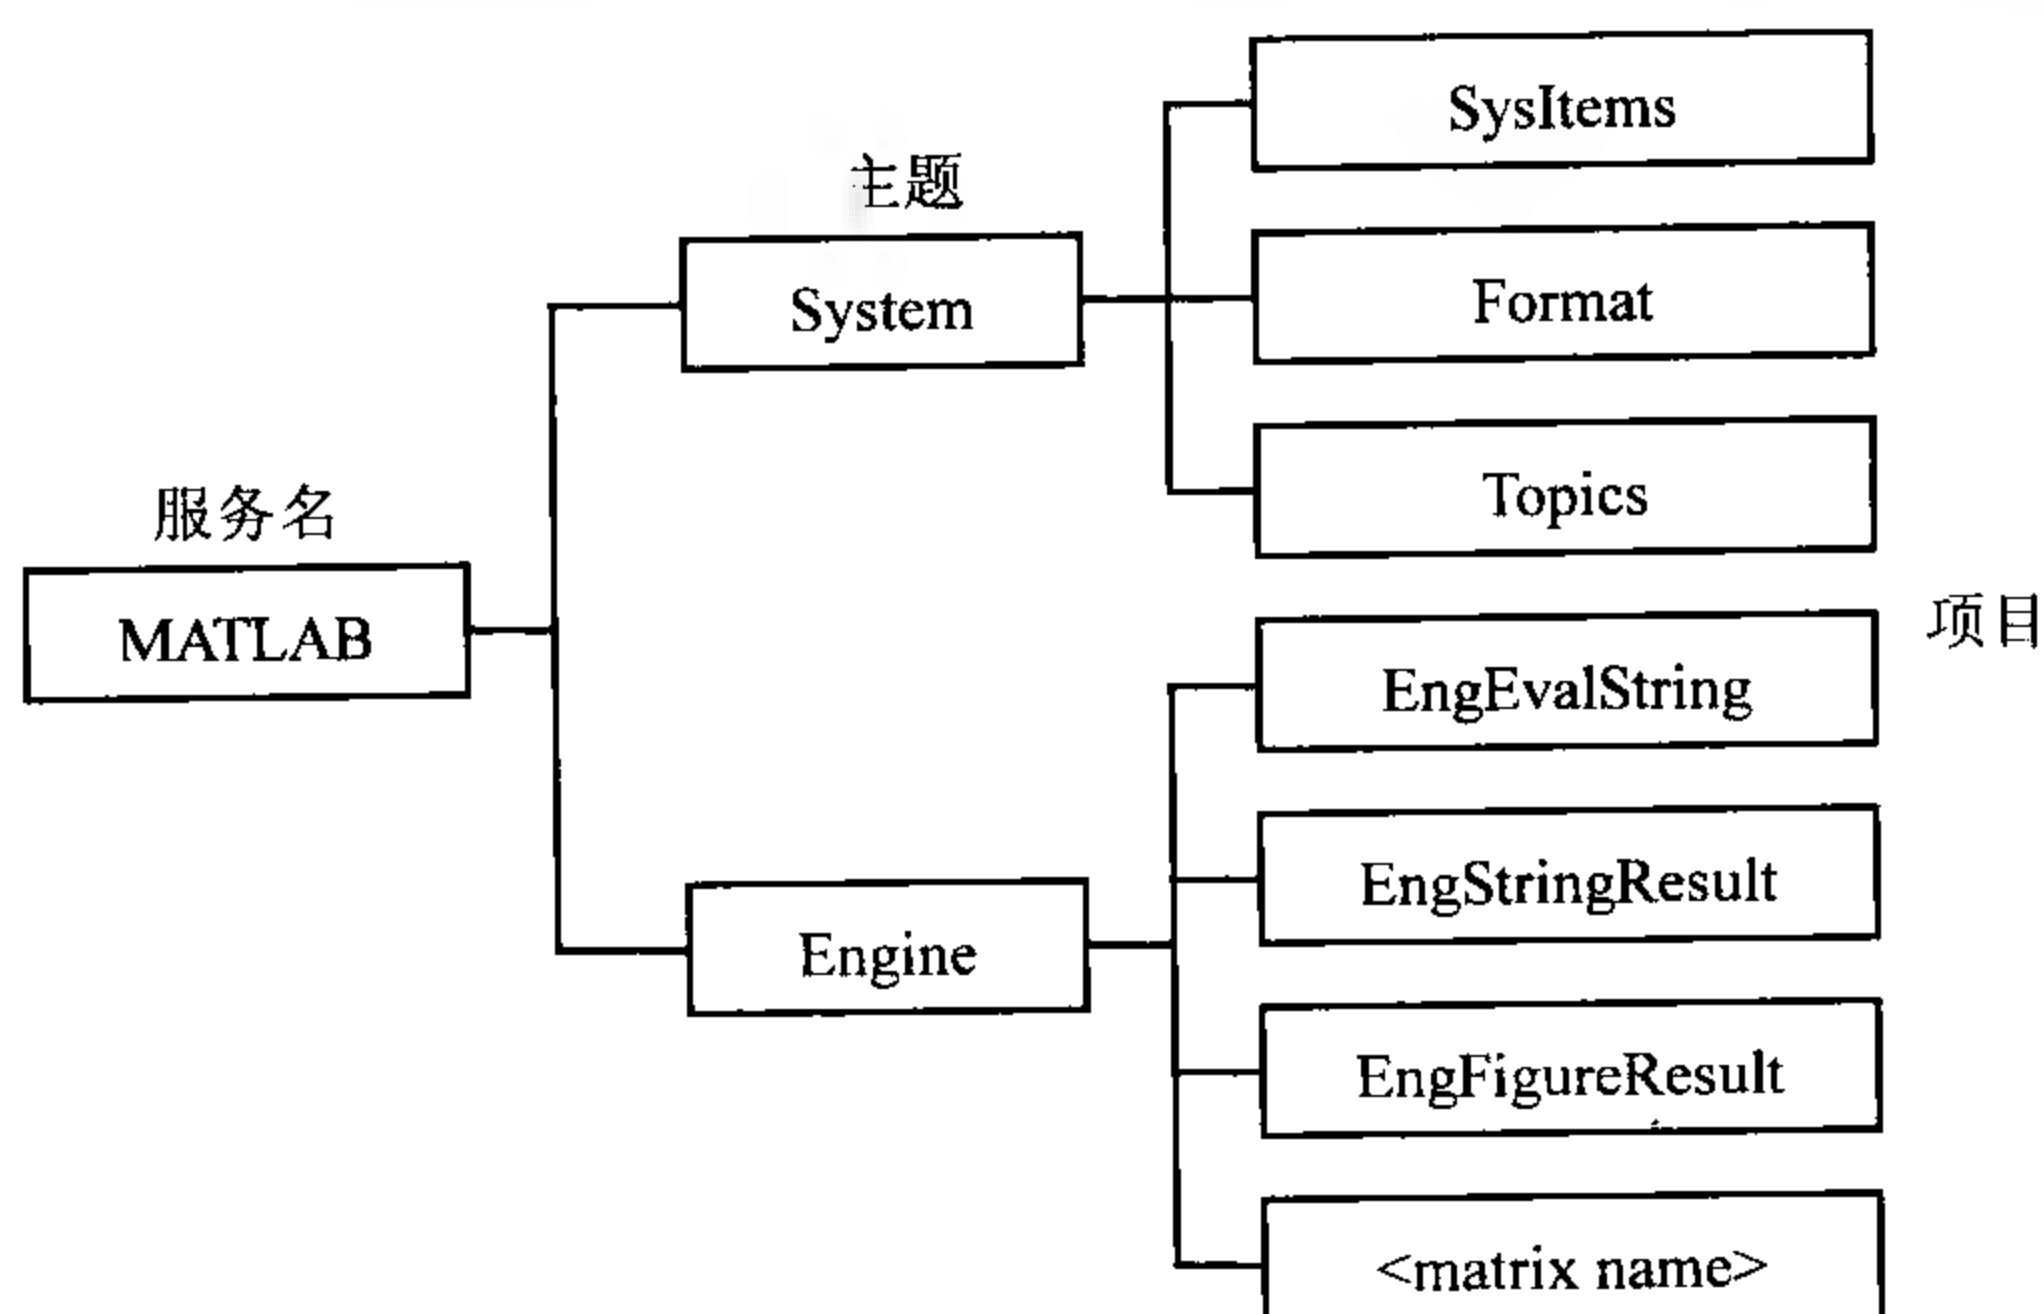 SysItems
主题
System
Format
Topics
服务名
MATLAB
项目
EngEvalString
EngStringResult
Engine
EngFigureResult
<matrix name>